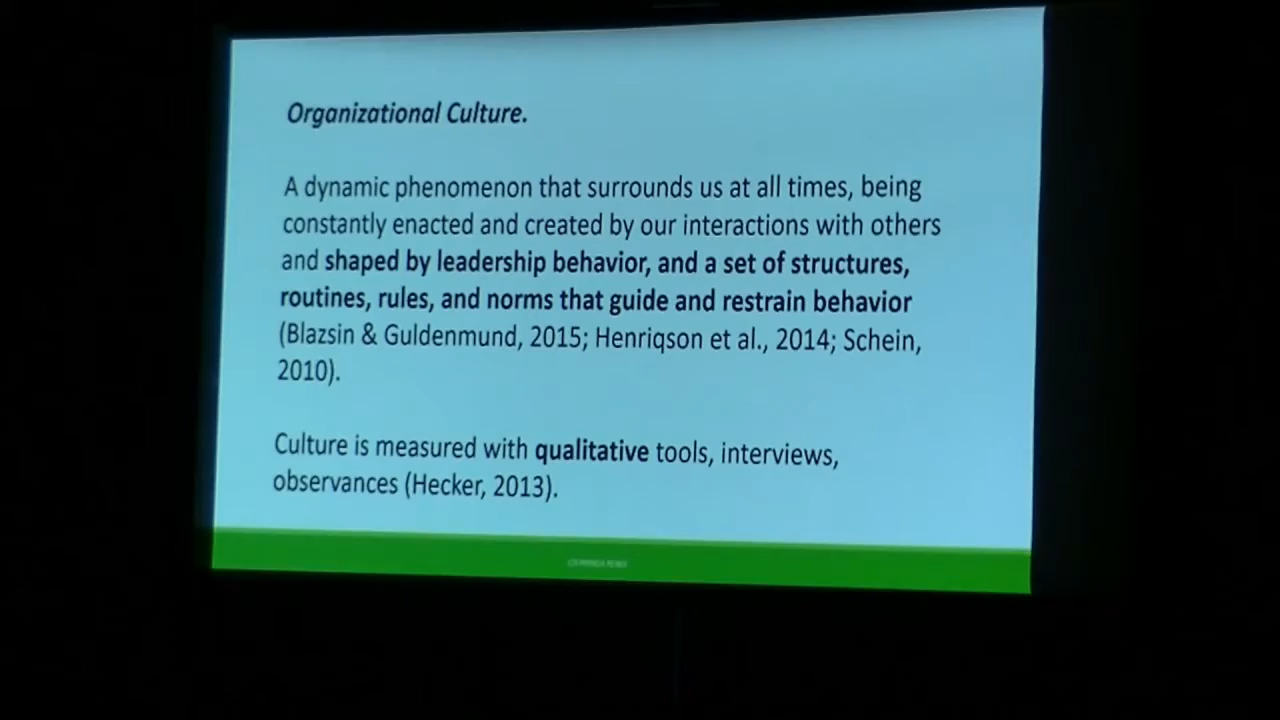 Organizational Culture.
A dynamic phenomenon that surrounds us at all times, being
constantly enacted and created by our interactions with others
and shaped by leadership behavior, and a set of structures,
routines, rules, and norms that guide and restrain behavior
(Blazsin & Guldenmund, 2015; Henriqson et al., 2014; Schein,
2010).
Culture is measured with qualitative tools, interviews,
observances (Hecker, 2013).